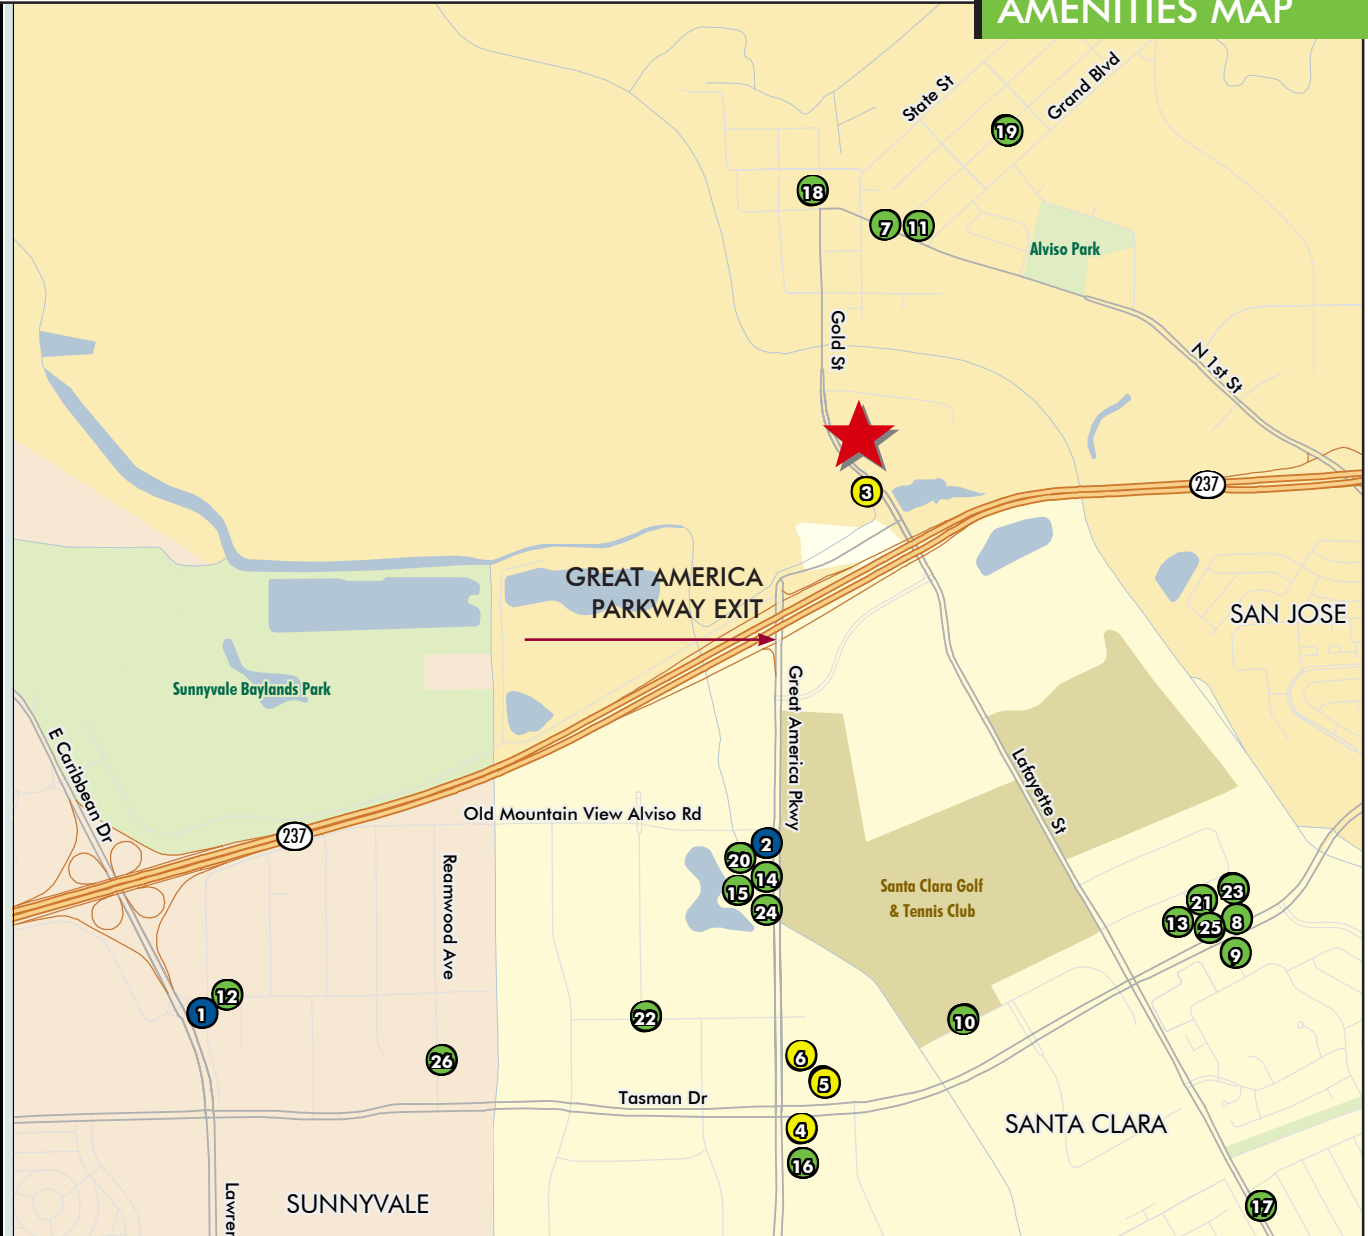 AMENITIES MAP
State St
Grand Blvd
19
18
7
11
Alviso Park
Gold St
N 1st St
3
237
GREAT AMERICA
PARKWAY EXIT
SAN JOSE
Sunnyvale Baylands Park
E Caribbean Dr
Great America Pkwy
Lafayette St
Old Mountain View Alviso Rd
237
2
20
14
15
24
Reamwood Ave
Santa Clara Golf
& Tennis Club
23
21
13
25
8
9
12
1
22
10
26
6
5
Tasman Dr
4
16
SANTA CLARA
Lawren
SUNNYVALE
17